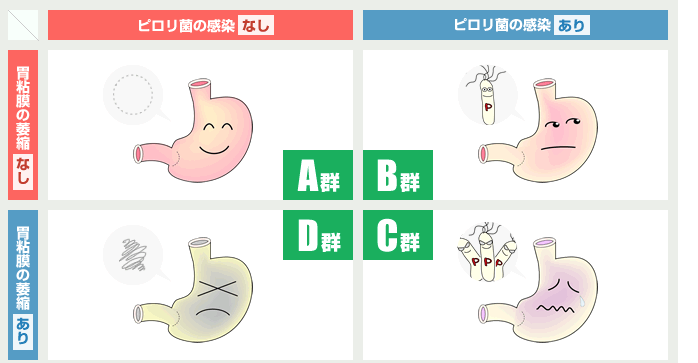 ピロリ菌の感染 なし
ピロリ菌の感染 あり
胃粘膜の萎縮 なし
A群
B群
P
胃粘膜の萎縮 あり
D群
C群
P P P